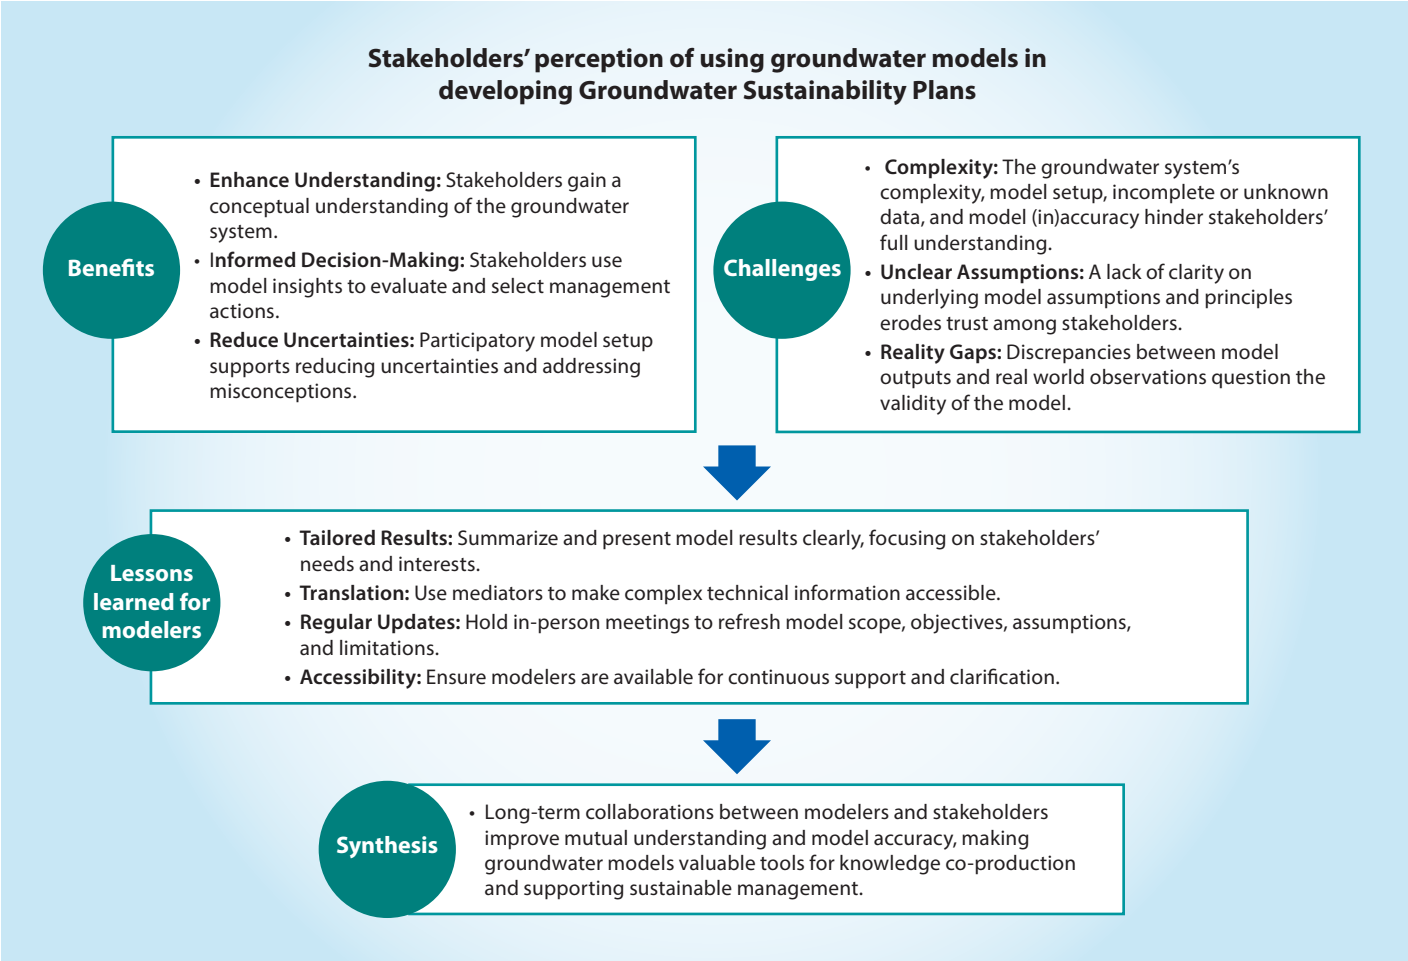 Stakeholders’ perception of using groundwater models in
developing Groundwater Sustainability Plans
Benefits
• Enhance Understanding: Stakeholders gain a
conceptual understanding of the groundwater
system.
• Informed Decision-Making: Stakeholders use
model insights to evaluate and select management
actions.
• Reduce Uncertainties: Participatory model setup
supports reducing uncertainties and addressing
misconceptions.
Challenges
• Complexity: The groundwater system’s
complexity, model setup, incomplete or unknown
data, and model (in)accuracy hinder stakeholders’
full understanding.
• Unclear Assumptions: A lack of clarity on
underlying model assumptions and principles
erodes trust among stakeholders.
• Reality Gaps: Discrepancies between model
outputs and real world observations question the
validity of the model.
Lessons
learned for
modelers
• Tailored Results: Summarize and present model results clearly, focusing on stakeholders’
needs and interests.
• Translation: Use mediators to make complex technical information accessible.
• Regular Updates: Hold in-person meetings to refresh model scope, objectives, assumptions,
and limitations.
• Accessibility: Ensure modelers are available for continuous support and clarification.
Synthesis
• Long-term collaborations between modelers and stakeholders
improve mutual understanding and model accuracy, making
groundwater models valuable tools for knowledge co-production
and supporting sustainable management.